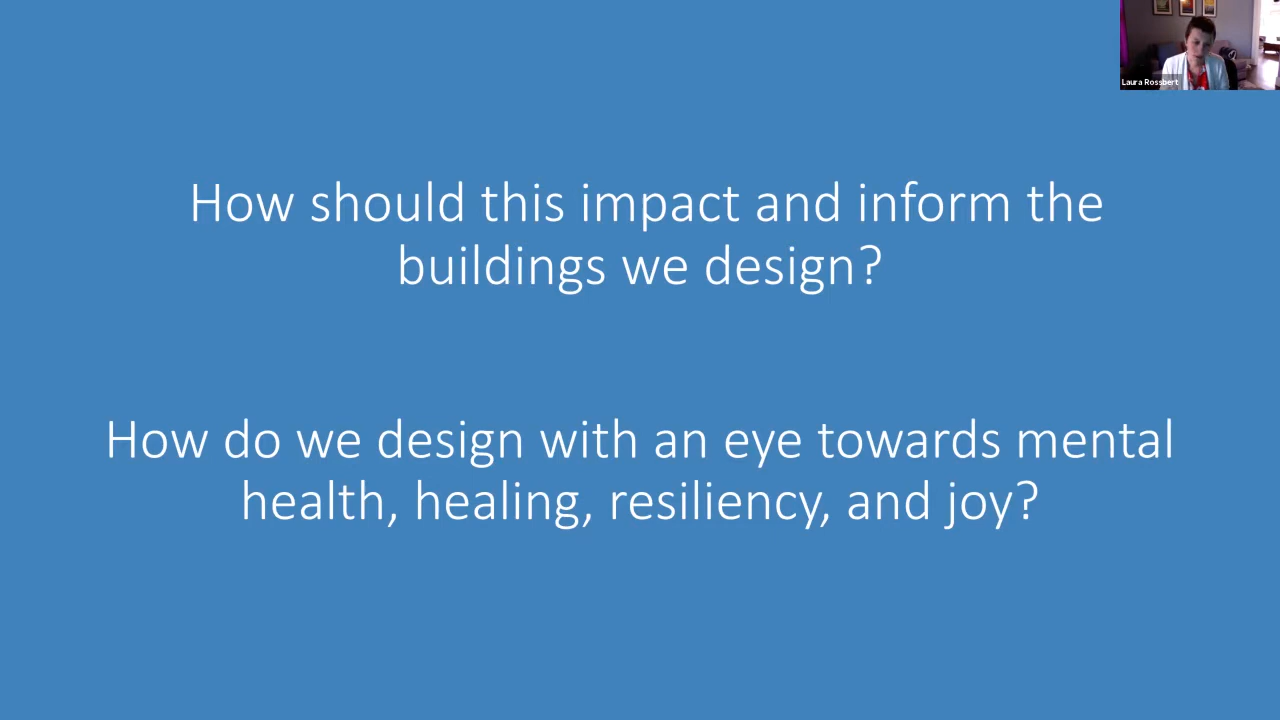 Laura Rossbert
How should this impact and inform the
buildings we design?
How do we design with an eye towards mental
health, healing, resiliency, and joy?